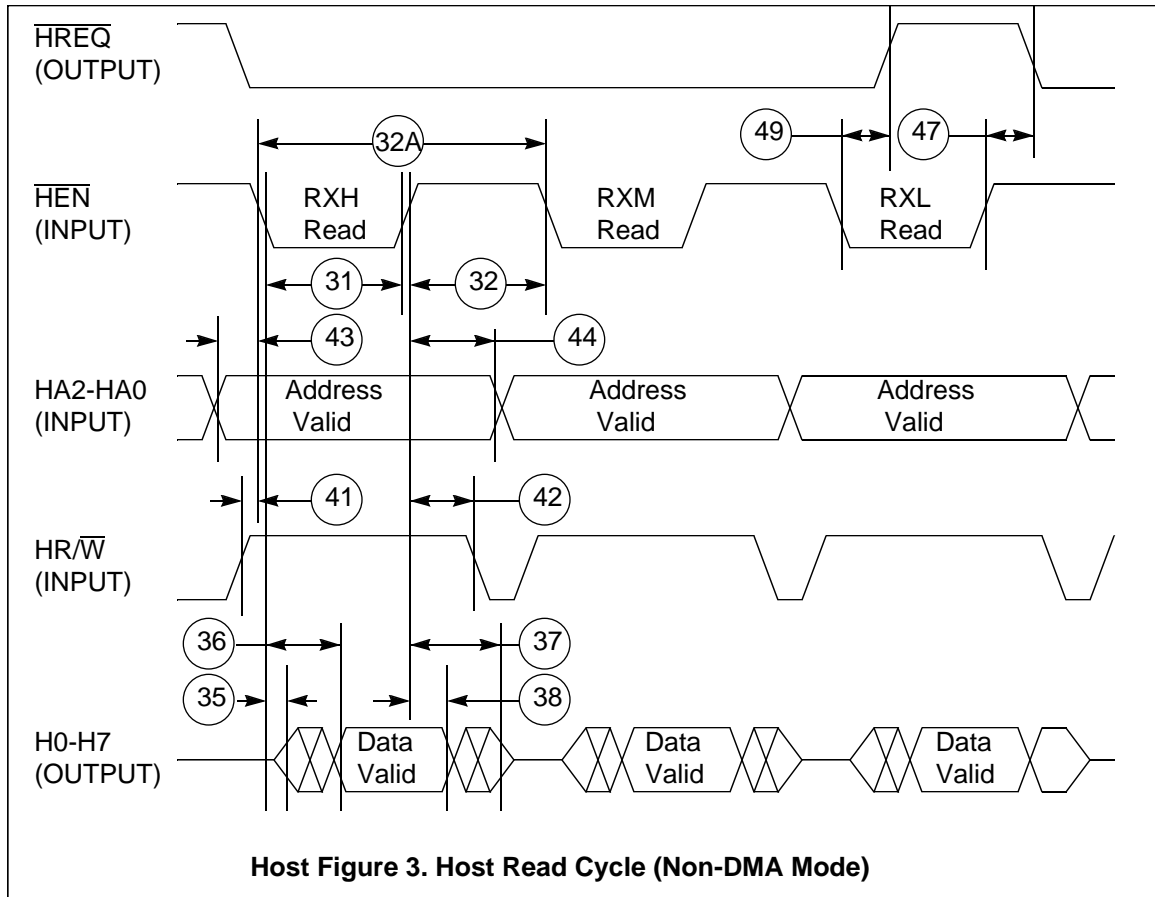 HREQ
(OUTPUT)
32A
49
47
HEN
(INPUT)
RXH
Read
RXM
Read
RXL
Read
31
32
43
44
HA2-HA0
(INPUT)
Address
Valid
Address
Valid
Address
Valid
41
42
HR/W
(INPUT)
36
37
35
38
H0-H7
(OUTPUT)
Data
Valid
Data
Valid
Data
Valid
Host Figure 3. Host Read Cycle (Non-DMA Mode)